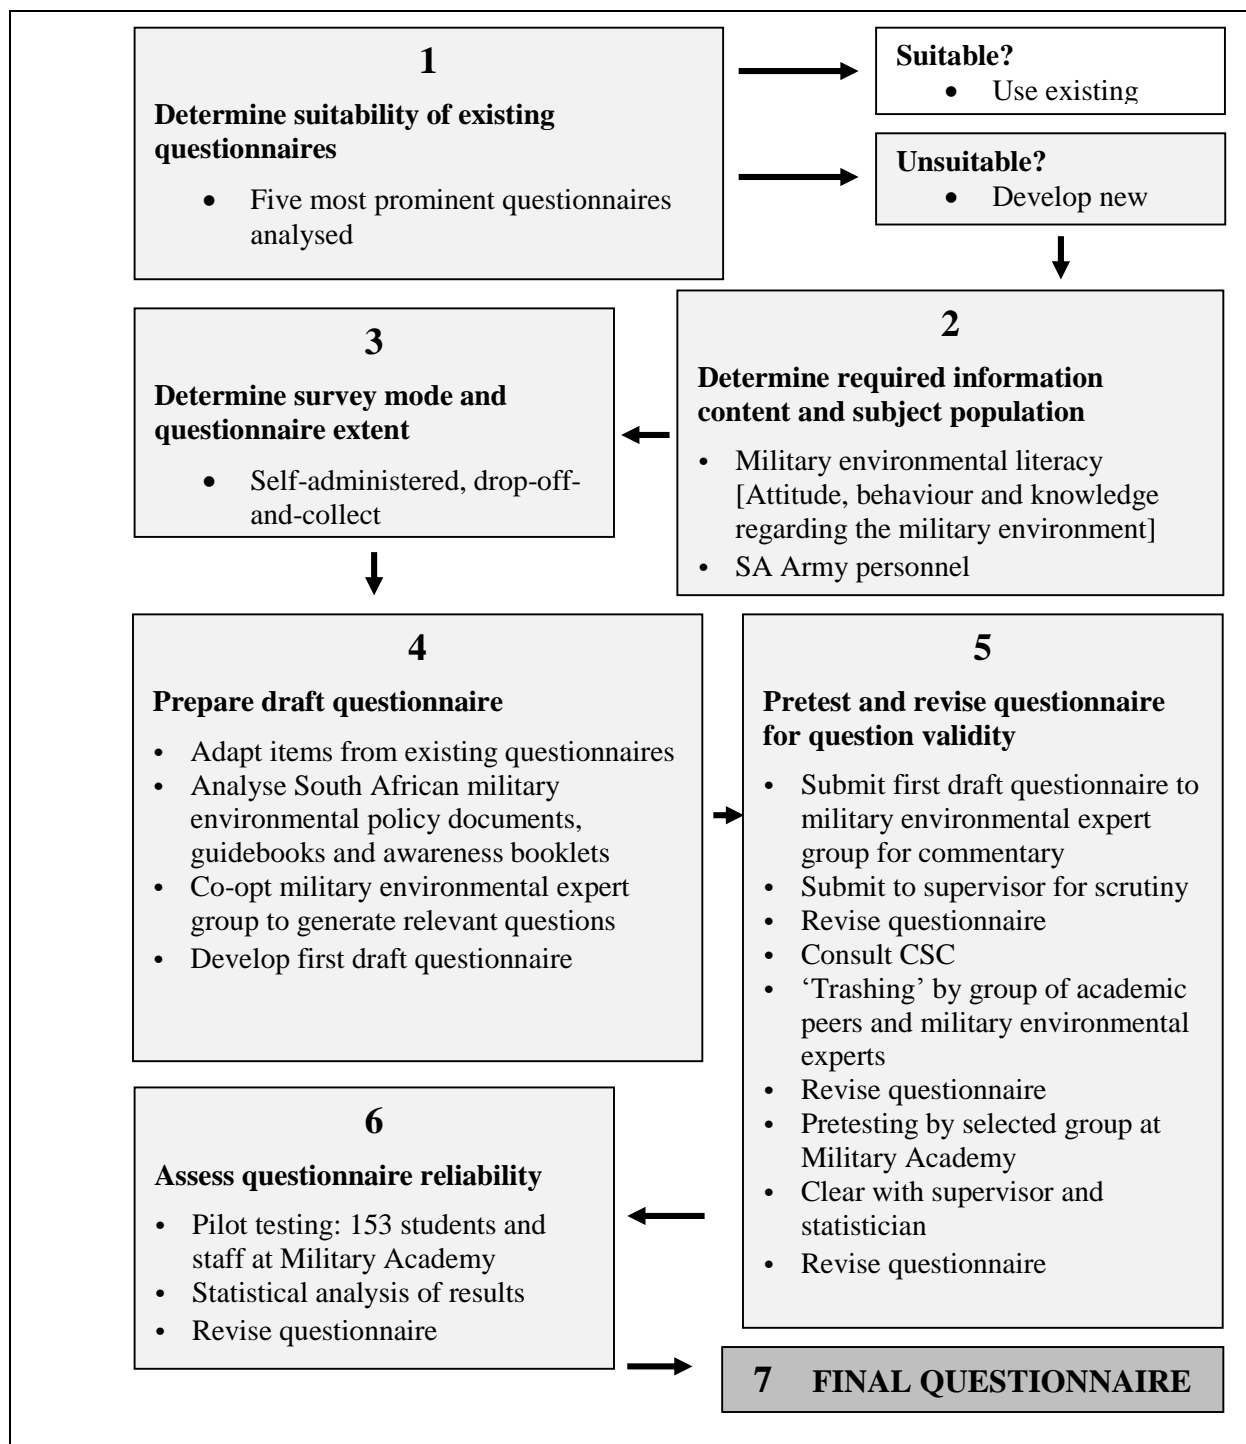 1
Determine suitability of existing
questionnaires
• Five most prominent questionnaires
analysed
Suitable?
• Use existing
Unsuitable?
• Develop new
2
Determine required information
content and subject population
• Military environmental literacy
[Attitude, behaviour and knowledge
regarding the military environment]
• SA Army personnel
3
Determine survey mode and
questionnaire extent
• Self-administered, drop-off-
and-collect
4
Prepare draft questionnaire
• Adapt items from existing questionnaires
• Analyse South African military
environmental policy documents,
guidebooks and awareness booklets
• Co-opt military environmental expert
group to generate relevant questions
• Develop first draft questionnaire
5
Pretest and revise questionnaire
for question validity
• Submit first draft questionnaire to
military environmental expert
group for commentary
• Submit to supervisor for scrutiny
• Revise questionnaire
• Consult CSC
• ‘Trashing’ by group of academic
peers and military environmental
experts
• Revise questionnaire
• Pretesting by selected group at
Military Academy
• Clear with supervisor and
statistician
• Revise questionnaire
6
Assess questionnaire reliability
• Pilot testing: 153 students and
staff at Military Academy
• Statistical analysis of results
• Revise questionnaire
7 FINAL QUESTIONNAIRE